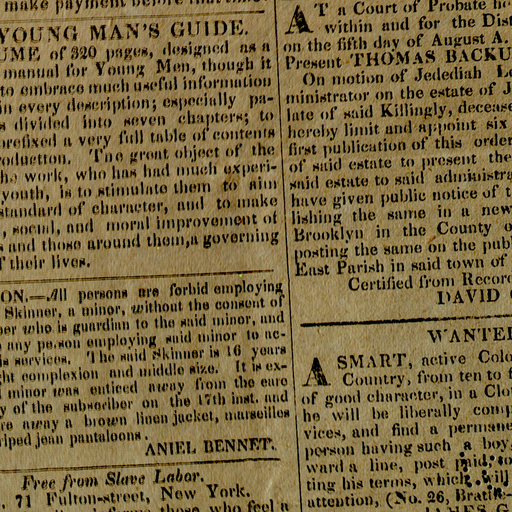 make payment before that time.
YOUNG MAN'S GUIDE.
UME of 320 pages, designed as a
manual for Young Men, though it
to embrace much useful information
in every description; especially pa-
s divided into seven chapters; to
prefixed a very full table of contents
roduction. The great object of the
he work, who has had much experi-
youth, is to stimulate them to aim
standard of character, and to make
, social, and moral improvement of
s and those around them, a governing
f their lives.
ON.—All persons are forbid employing
Skinner, a minor, without the consent of
ber who is guardian to the said minor, and
any person employing said minor to ac-
is services. The said Skinner is 16 years
ght complexion and middle size. It is ex-
minor was enticed away from the care
y of the subscriber on the 17th inst. and
re away a brown linen jacket, marseilles
riped jean pantaloons.
ANIEL BENNET.
Free from Slave Labor.
71 Fulton-street, New York.
those who feel a
AT a Court of Probate
within and for the Dist
on the fifth day of August A.
Present THOMAS BACKU
On motion of Jedediah L
ministrator on the estate of J
late of said Killingly, decease
hereby limit and appoint six
first publication of this order
of said estate to present the
said estate to said administra
have given public notice of t
lishing the same in a new
Brooklyn in the County o
posting the same on the publ
East Parish in said town of
Certified from Record
DAVID
WANTED
A SMART, active Colo
Country, from ten to f
of good character, in a Clo
he will be liberally comp
vices, and find a permane
person having such a boy,
ward a line, post paid, to
ting his terms, which will
attention, (No. 26,